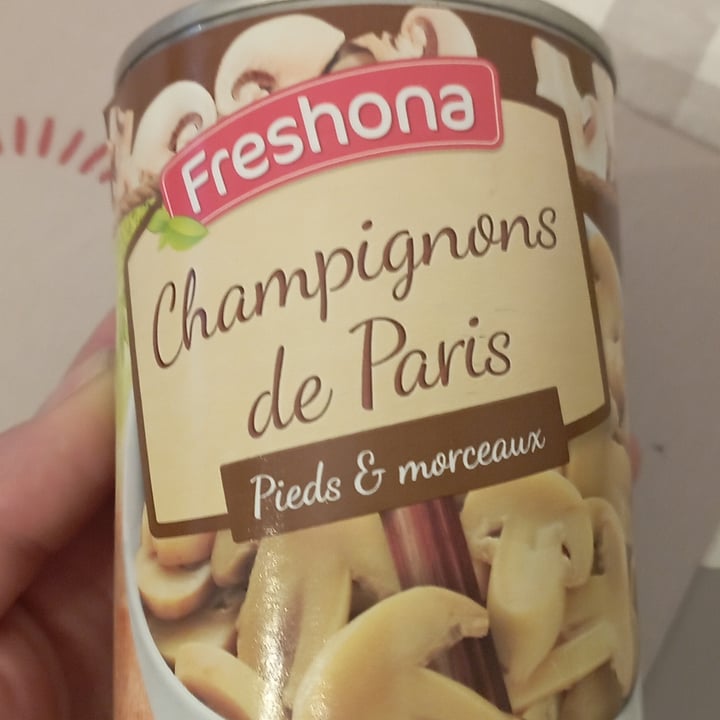 Freshona
Champignons
de Paris
Pieds & morceaux